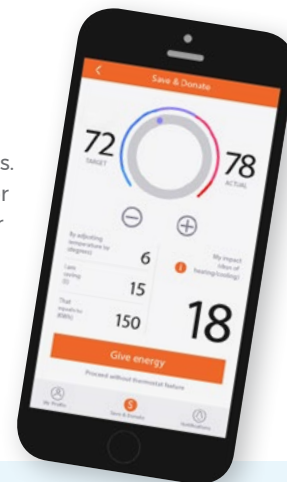 s.
r
r
Save & Donate
72
TARGET
78
ACTUAL
By adjusting
temperature by
(degrees)
6
I am
saving
($)
15
That
equals to
(kWh)
150
My impact
(days of
heating/cooling)
18
Give energy
Proceed without thermostat feature
My Profile
Save & Donate
Notifications